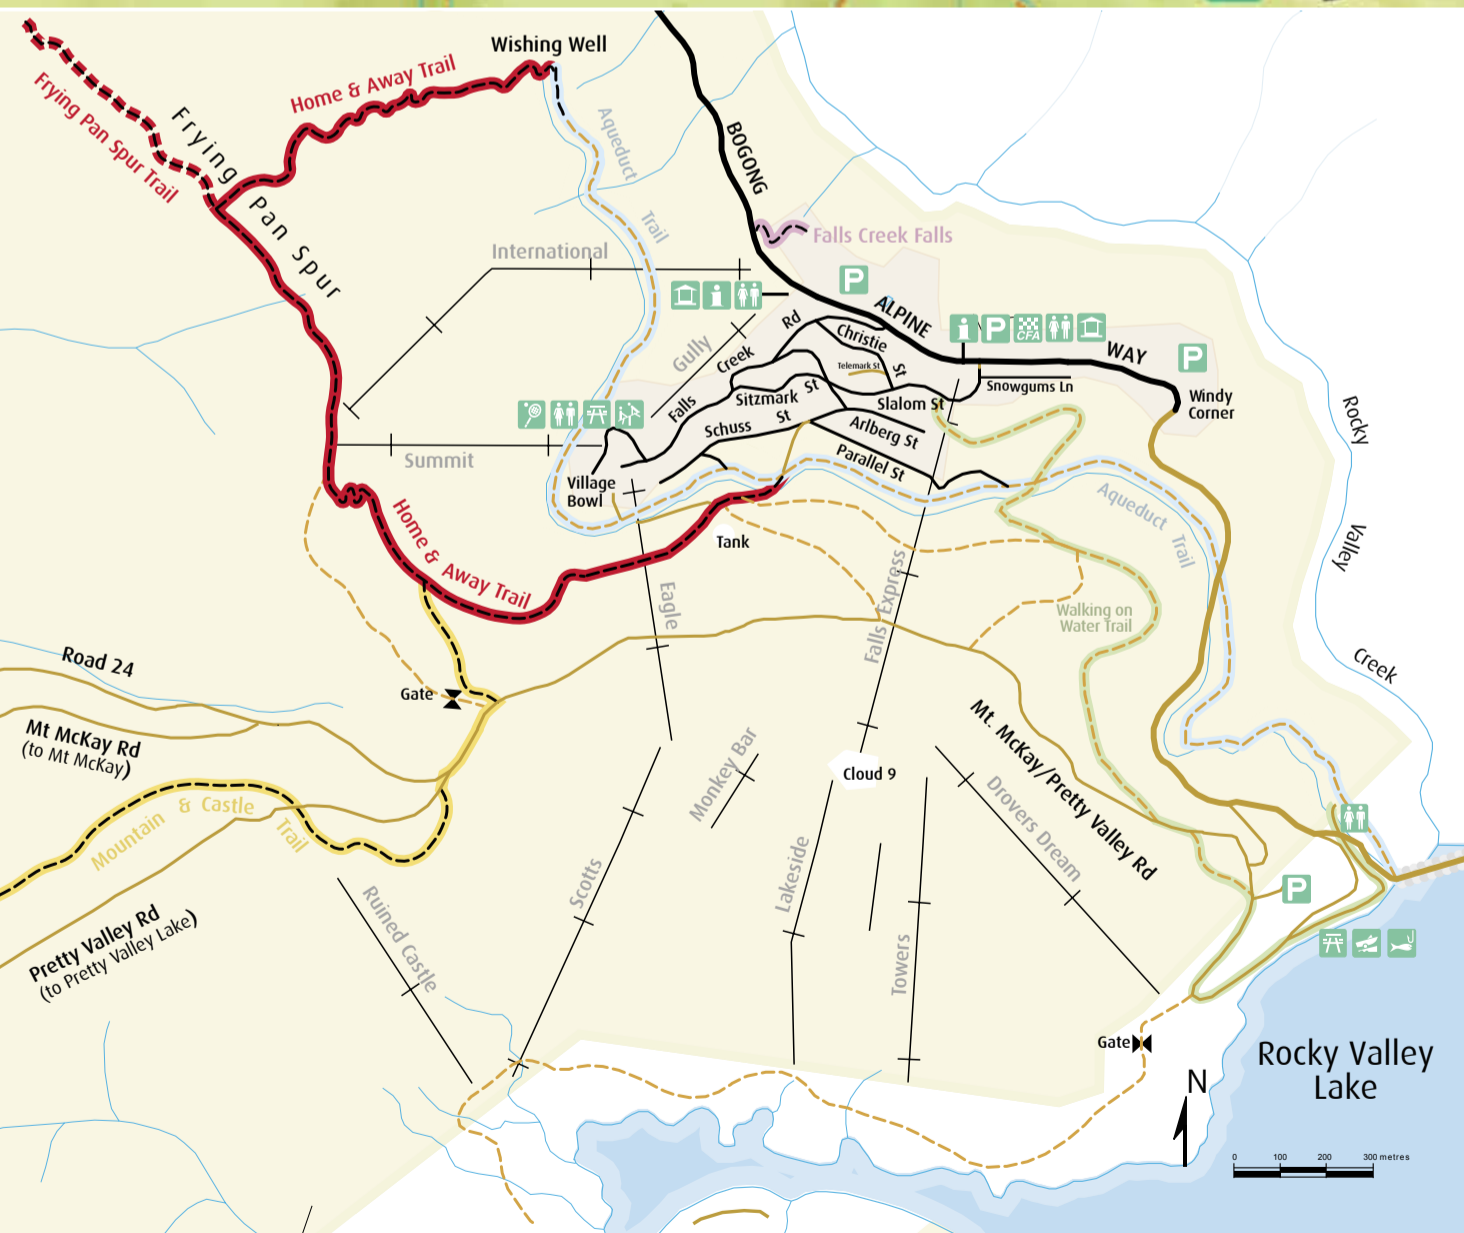 Wishing Well
Home & Away Trail
Frying Pan Spur Trail
Frying Pan Spur
Aqueduct
Trail
BOGONG
ALPINE
WAY
Falls Creek Falls
International
P
i
i
P
CFA
P
Gully
Falls Creek Rd
Christie St
Telemark St
Snowgums Ln
Windy
Corner
Sitzmark St
Slalom St
Schuss St
Arlberg St
Parallel St
Summit
Village
Bowl
Rocky Valley Creek
Home & Away Trail
Tank
Aqueduct Trail
Eagle
Falls Express
Walking on
Water Trail
Road 24
Gate
Mt McKay Rd
(to Mt McKay)
Mountain & Castle Trail
Pretty Valley Rd
(to Pretty Valley Lake)
Monkey Bar
Cloud 9
Mt. McKay/Pretty Valley Rd
Drovers Dream
Scotts
Lakeside
Towers
Ruined Castle
P
Gate
Rocky Valley
Lake
N
0 100 200 300 metres